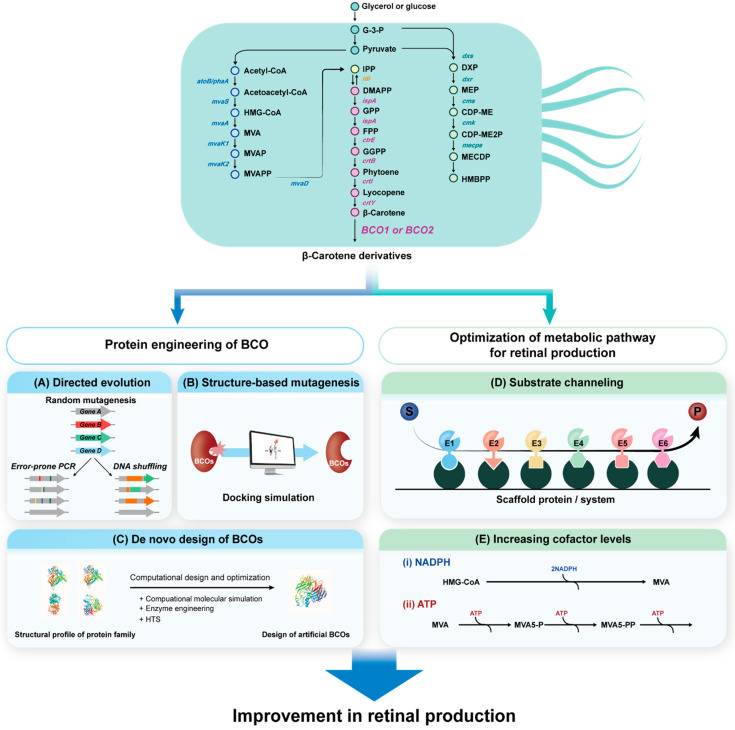 Glycerol or glucose
G-3-P
Pyruvate
Acetyl-CoA
atoB/phaA
Acetoacetyl-CoA
mvaS
HMG-CoA
mvaA
MVA
mvaK1
MVAP
mvaK2
MVAPP
mvaD
IPP
idi
DMAPP
ispA
GPP
ispA
FPP
ctrE
GGPP
crtB
Phytoene
crtI
Lyocopene
crtY
β-Carotene
BCO1 or BCO2
β-Carotene derivatives
dxs
DXP
dxr
MEP
cms
CDP-ME
cmk
CDP-ME2P
mecps
MECDP
HMBPP
Protein engineering of BCO
Optimization of metabolic pathway
for retinal production
(A) Directed evolution
Random mutagenesis
Gene A
Gene B
Gene C
Gene D
Error-prone PCR
DNA shuffling
(B) Structure-based mutagenesis
BCOs
BCOs
Docking simulation
(C) De novo design of BCOs
Computational design and optimization
+ Compuational molecular simulation
+ Enzyme engineering
+ HTS
Structural profile of protein family
Design of artificial BCOs
(D) Substrate channeling
S
P
E1
E2
E3
E4
E5
E6
Scaffold protein / system
(E) Increasing cofactor levels
(i) NADPH
HMG-CoA
2NADPH
MVA
(ii) ATP
MVA
ATP
MVA5-P
ATP
MVA5-PP
ATP
Improvement in retinal production